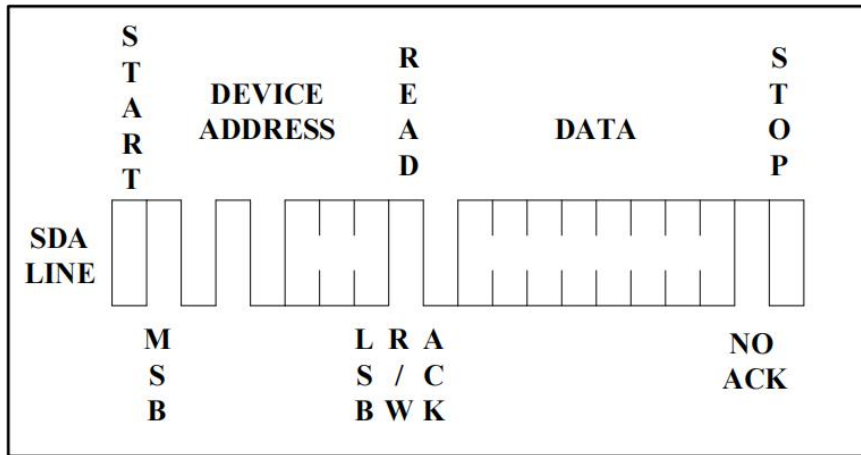 START
DEVICE
ADDRESS
READ
DATA
STOP
SDA
LINE
MSB
LSB
R/W
ACK
NO
ACK